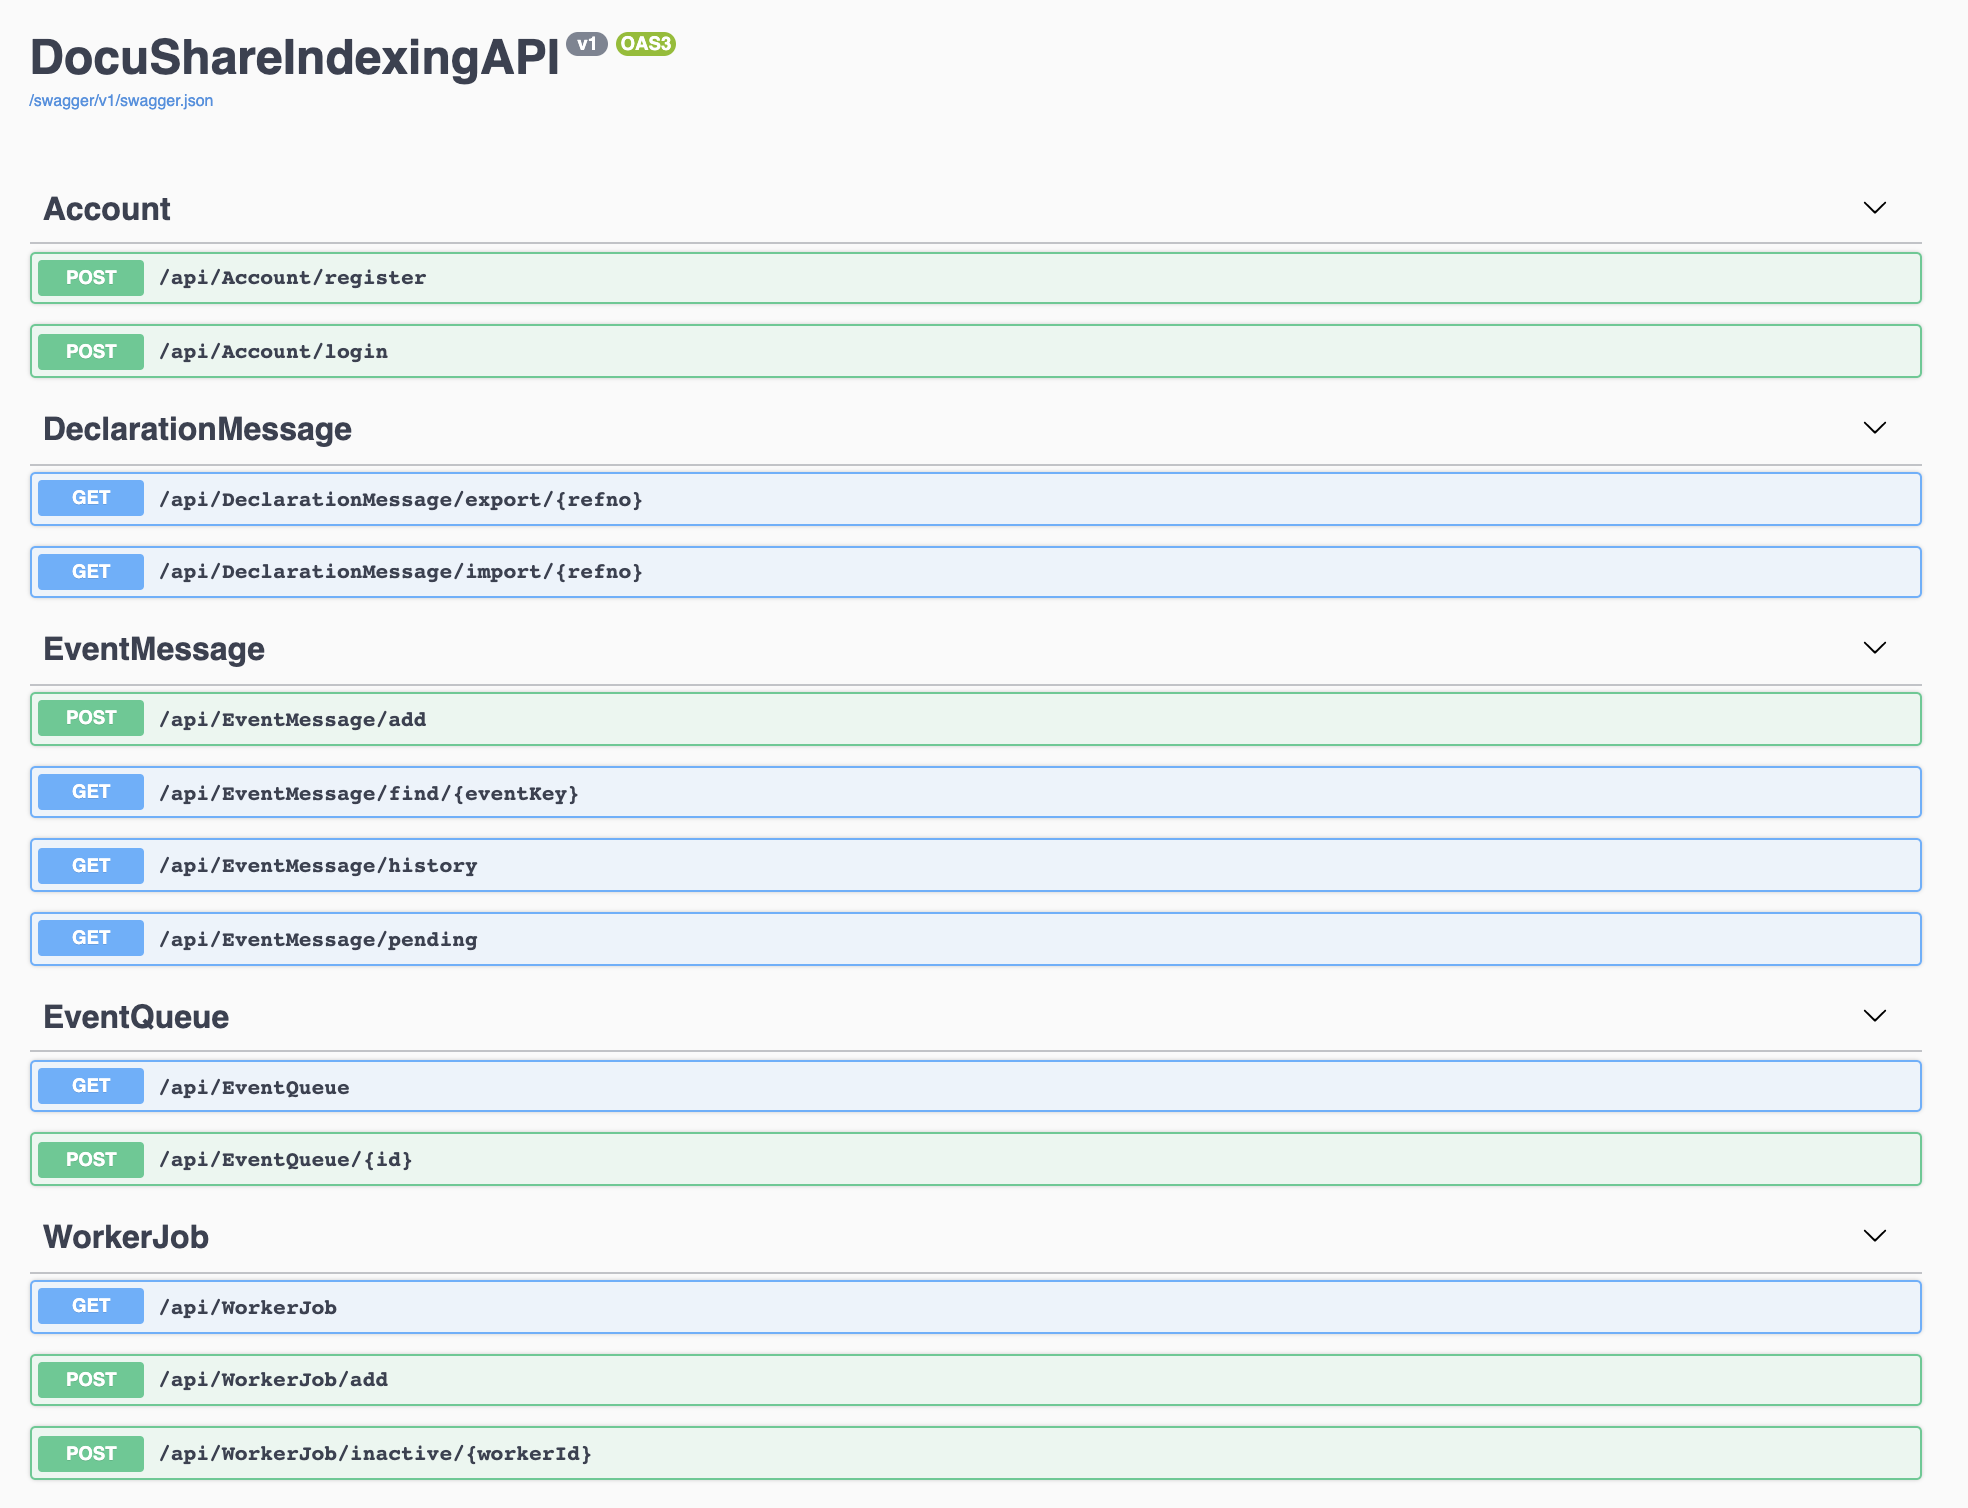 DocuShareIndexingAPI v1 OAS3
/swagger/v1/swagger.json
Account
POST /api/Account/register
POST /api/Account/login
DeclarationMessage
GET /api/DeclarationMessage/export/{refno}
GET /api/DeclarationMessage/import/{refno}
EventMessage
POST /api/EventMessage/add
GET /api/EventMessage/find/{eventKey}
GET /api/EventMessage/history
GET /api/EventMessage/pending
EventQueue
GET /api/EventQueue
POST /api/EventQueue/{id}
WorkerJob
GET /api/WorkerJob
POST /api/WorkerJob/add
POST /api/WorkerJob/inactive/{workerId}